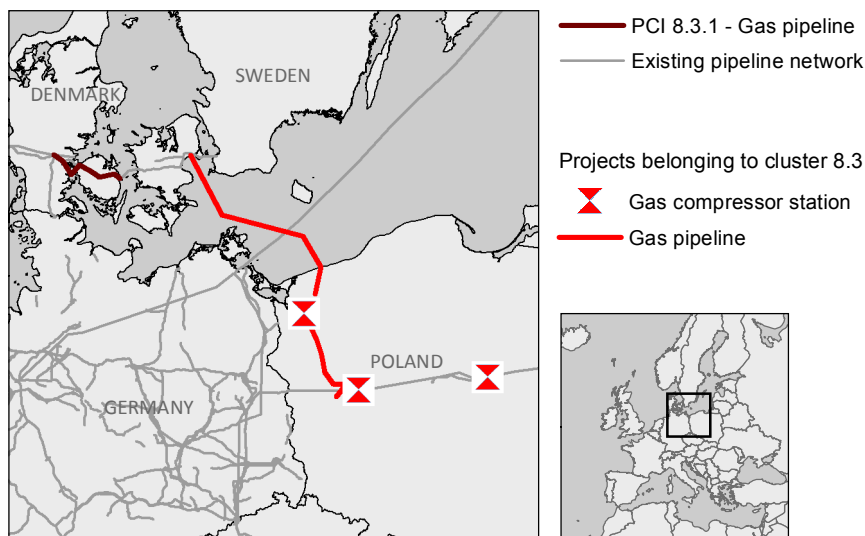 SWEDEN
DENMARK
POLAND
GERMANY
PCI 8.3.1 - Gas pipeline
Existing pipeline network
Projects belonging to cluster 8.3
Gas compressor station
Gas pipeline